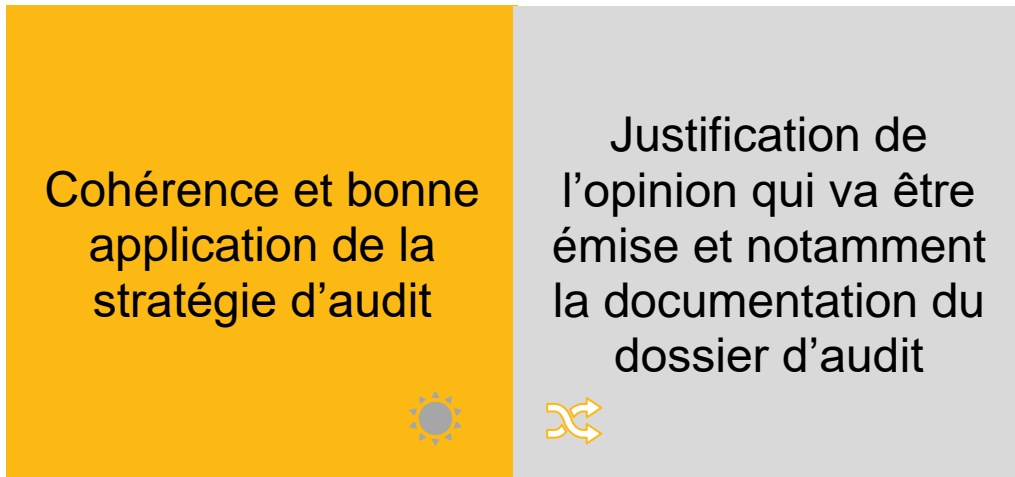 Cohérence et bonne
application de la
stratégie d’audit
Justification de
l’opinion qui va être
émise et notamment
la documentation du
dossier d’audit